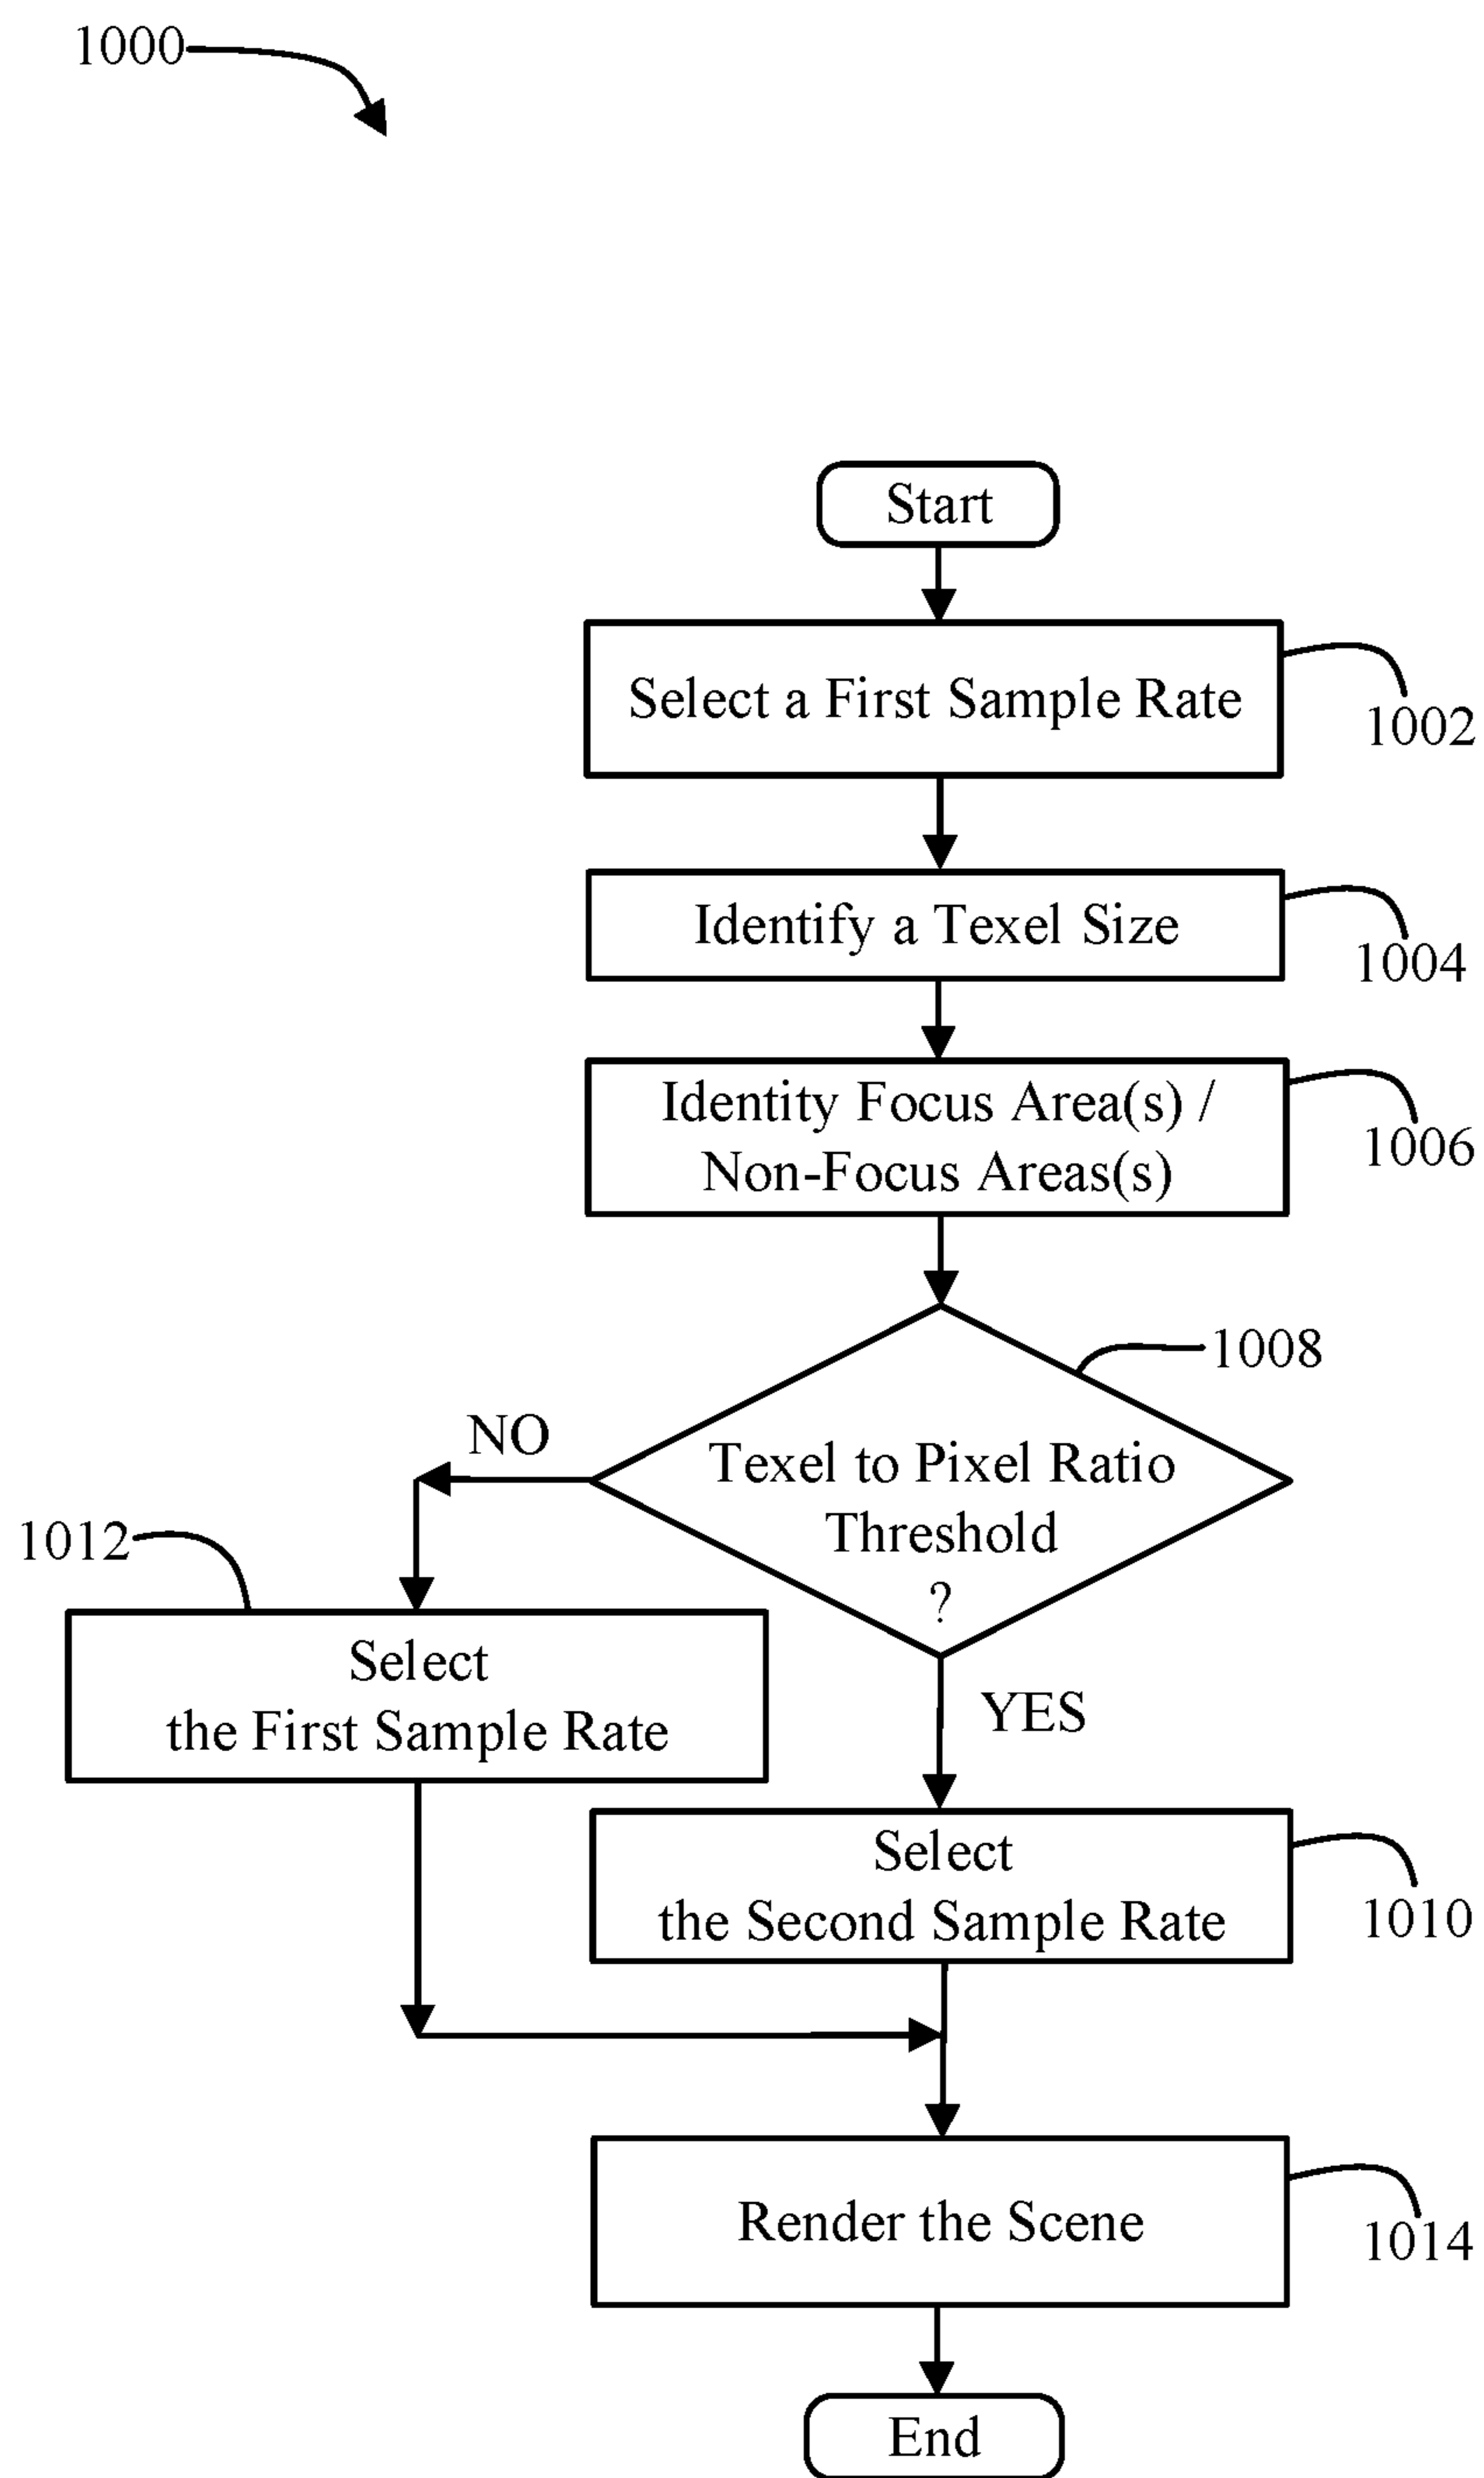 1000
Start
Select a First Sample Rate
1002
Identify a Texel Size
1004
Identity Focus Area(s) /
Non-Focus Areas(s)
1006
1008
Texel to Pixel Ratio
Threshold
?
NO
YES
1012
Select
the First Sample Rate
Select
the Second Sample Rate
1010
Render the Scene
1014
End